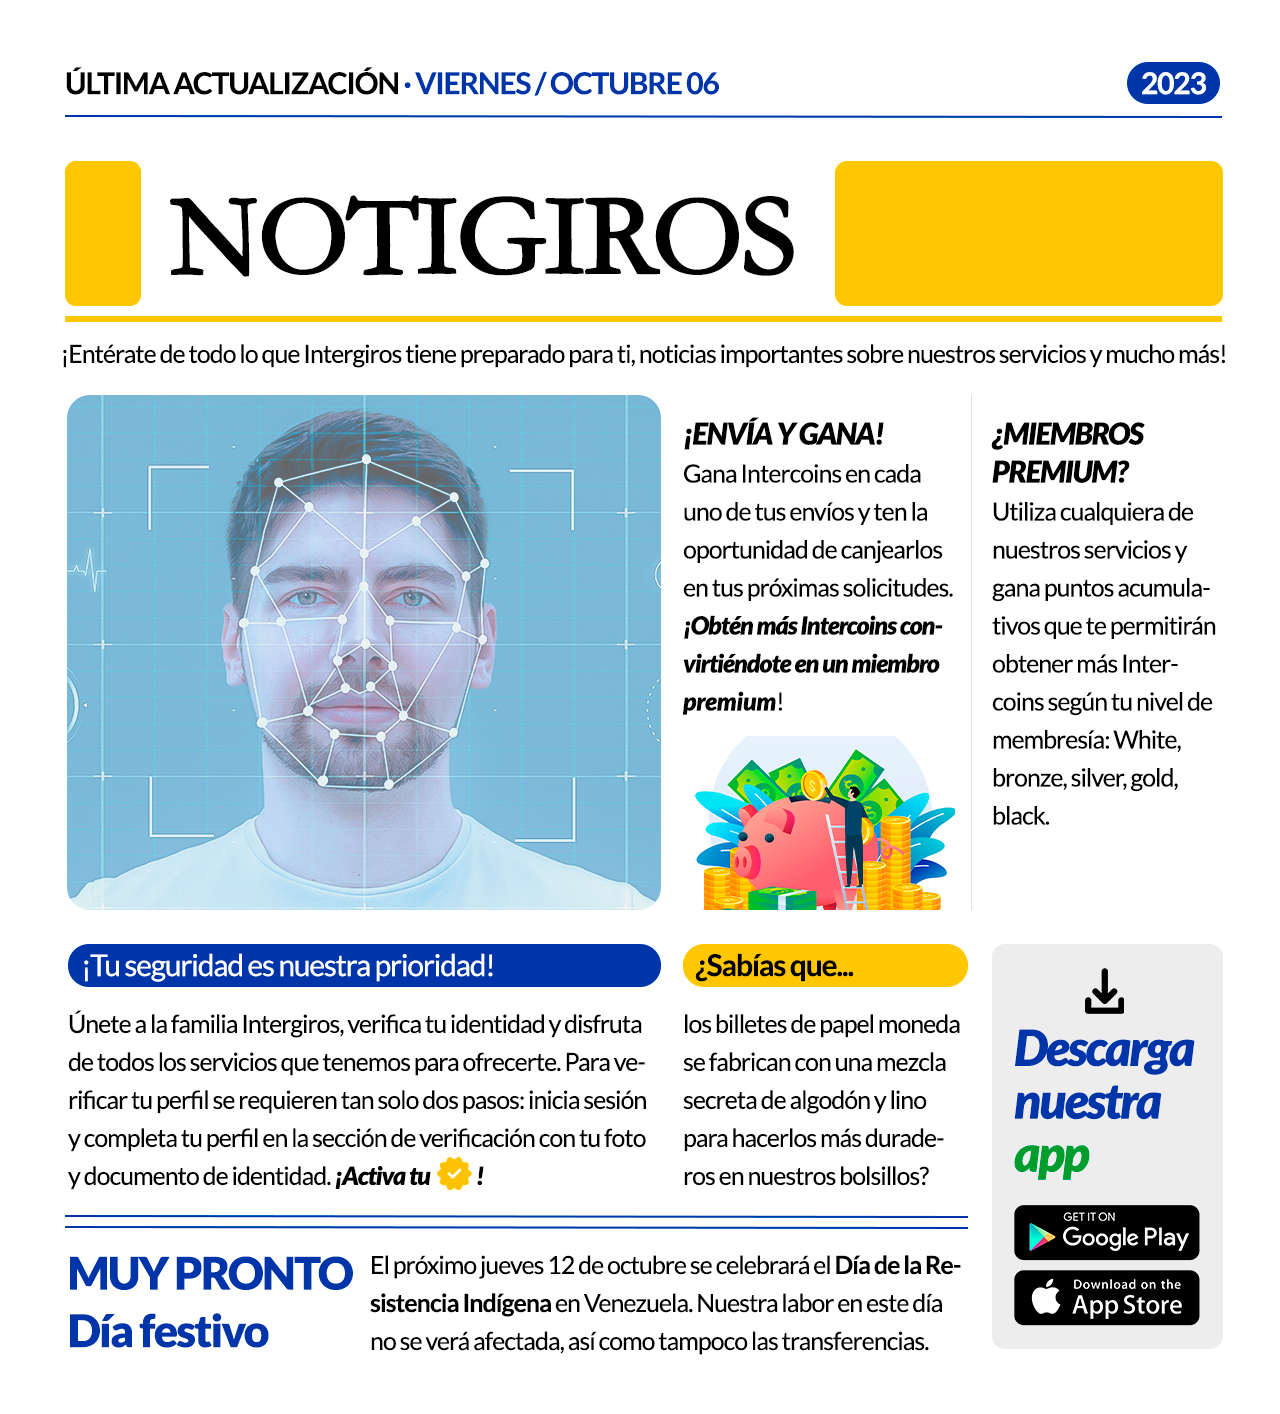 ÚLTIMA ACTUALIZACIÓN · VIERNES / OCTUBRE 06
2023
NOTIGIROS
¡Entérate de todo lo que Intergiros tiene preparado para ti, noticias importantes sobre nuestros servicios y mucho más!
¡ENVÍA Y GANA!
Gana Intercoins en cada
uno de tus envíos y ten la
oportunidad de canjearlos
en tus próximas solicitudes.
¡Obtén más Intercoins con-
virtiéndote en un miembro
premium!
¿MIEMBROS
PREMIUM?
Utiliza cualquiera de
nuestros servicios y
gana puntos acumula-
tivos que te permitirán
obtener más Inter-
coins según tu nivel de
membresía: White,
bronze, silver, gold,
black.
¡Tu seguridad es nuestra prioridad!
Únete a la familia Intergiros, verifica tu identidad y disfruta
de todos los servicios que tenemos para ofrecerte. Para ve-
rificar tu perfil se requieren tan solo dos pasos: inicia sesión
y completa tu perfil en la sección de verificación con tu foto
y documento de identidad. ¡Activa tu !
¿Sabías que...
los billetes de papel moneda
se fabrican con una mezcla
secreta de algodón y lino
para hacerlos más durade-
ros en nuestros bolsillos?
Descarga
nuestra
app
GET IT ON
Google Play
Download on the
App Store
MUY PRONTO
Día festivo
El próximo jueves 12 de octubre se celebrará el Día de la Re-
sistencia Indígena en Venezuela. Nuestra labor en este día
no se verá afectada, así como tampoco las transferencias.